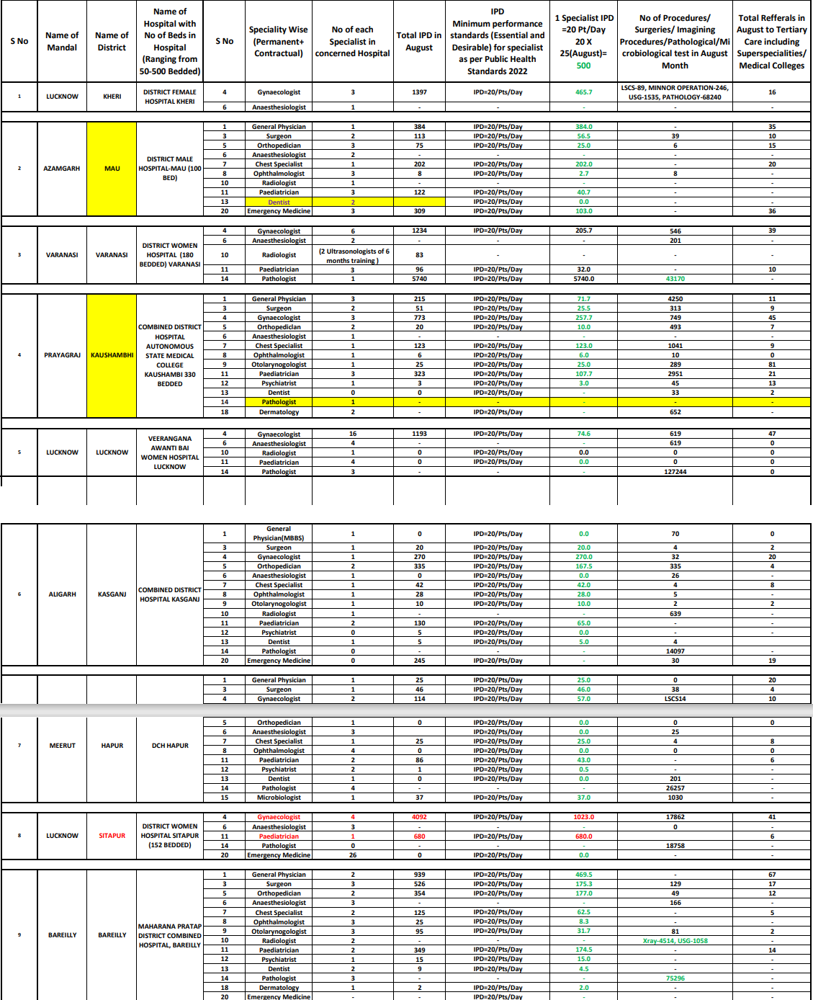 S No | Name of Mandal | Name of District | Name of Hospital with No of Beds in Hospital (Ranging from 50-500 Bedded) | S No | Speciality Wise (Permanent+ Contractual) | No of each Specialist in concerned Hospital | Total IPD in August | IPD Minimum performance standards (Essential and Desirable) for specialist as per Public Health Standards 2022 | 1 Specialist IPD =20 Pt/Day 20 X 25(August)= 500 | No of Procedures/ Surgeries/ Imagining Procedures/Pathological/Mi crobiological test in August Month | Total Refferals in August to Tertiary Care including Superspecialities/ Medical Colleges
1 | LUCKNOW | KHERI | DISTRICT FEMALE HOSPITAL KHERI
4 | Gynaecologist | 3 | 1397 | IPD=20/Pts/Day | 465.7 | LSCS-89, MINNOR OPERATION-246, USG-1535, PATHOLOGY-68240 | 16
6 | Anaesthesiologist | 1 | - | - | - | - | -
2 | AZAMGARH | MAU | DISTRICT MALE HOSPITAL-MAU (100 BED)
1 | General Physician | 1 | 384 | IPD=20/Pts/Day | 384.0 | - | 35
3 | Surgeon | 2 | 113 | IPD=20/Pts/Day | 56.5 | 39 | 10
5 | Orthopedician | 3 | 75 | IPD=20/Pts/Day | 25.0 | 6 | 15
6 | Anaesthesiologist | 2 | - | - | - | - | -
7 | Chest Specialist | 1 | 202 | IPD=20/Pts/Day | 202.0 | - | 20
8 | Ophthalmologist | 3 | 8 | IPD=20/Pts/Day | 2.7 | 8 | -
10 | Radiologist | 1 | - | - | - | - | -
11 | Paediatrician | 3 | 122 | IPD=20/Pts/Day | 40.7 | - | -
13 | Dentist | 2 | | IPD=20/Pts/Day | 0.0 | - | -
20 | Emergency Medicine | 3 | 309 | IPD=20/Pts/Day | 103.0 | - | 36
3 | VARANASI | VARANASI | DISTRICT WOMEN HOSPITAL (180 BEDDED) VARANASI
4 | Gynaecologist | 6 | 1234 | IPD=20/Pts/Day | 205.7 | 546 | 39
6 | Anaesthesiologist | 2 | - | - | - | 201 | -
10 | Radiologist | (2 Ultrasonologists of 6 months training ) | 83 | - | - | - | -
11 | Paediatrician | 3 | 96 | IPD=20/Pts/Day | 32.0 | - | 10
14 | Pathologist | 1 | 5740 | IPD=20/Pts/Day | 5740.0 | 43170 | -
4 | PRAYAGRAJ | KAUSHAMBHI | COMBINED DISTRICT HOSPITAL AUTONOMOUS STATE MEDICAL COLLEGE KAUSHAMBI 330 BEDDED
1 | General Physician | 3 | 215 | IPD=20/Pts/Day | 71.7 | 4250 | 11
3 | Surgeon | 2 | 51 | IPD=20/Pts/Day | 25.5 | 313 | 9
4 | Gynaecologist | 3 | 773 | IPD=20/Pts/Day | 257.7 | 749 | 45
5 | Orthopedician | 2 | 20 | IPD=20/Pts/Day | 10.0 | 493 | 7
6 | Anaesthesiologist | 1 | - | - | - | - | -
7 | Chest Specialist | 1 | 123 | IPD=20/Pts/Day | 123.0 | 1041 | 9
8 | Ophthalmologist | 1 | 6 | IPD=20/Pts/Day | 6.0 | 10 | 0
9 | Otolarynogologist | 1 | 25 | IPD=20/Pts/Day | 25.0 | 289 | 81
11 | Paediatrician | 3 | 323 | IPD=20/Pts/Day | 107.7 | 2951 | 21
12 | Psychiatrist | 1 | 3 | IPD=20/Pts/Day | 3.0 | 45 | 13
13 | Dentist | 0 | 0 | IPD=20/Pts/Day | - | 33 | 2
14 | Pathologist | 1 | - | - | - | - | -
18 | Dermatology | 2 | - | IPD=20/Pts/Day | - | 652 | -
5 | LUCKNOW | LUCKNOW | VEERANGANA AWANTI BAI WOMEN HOSPITAL LUCKNOW
4 | Gynaecologist | 16 | 1193 | IPD=20/Pts/Day | 74.6 | 619 | 47
6 | Anaesthesiologist | 4 | - | - | - | 619 | 0
10 | Radiologist | 1 | 0 | IPD=20/Pts/Day | 0.0 | 0 | 0
11 | Paediatrician | 4 | 0 | IPD=20/Pts/Day | 0.0 | 0 | 0
14 | Pathologist | 3 | - | - | - | 127244 | 0
6 | ALIGARH | KASGANJ | COMBINED DISTRICT HOSPITAL KASGANJ
1 | General Physician(MBBS) | 1 | 0 | IPD=20/Pts/Day | 0.0 | 70 | 0
3 | Surgeon | 1 | 20 | IPD=20/Pts/Day | 20.0 | 4 | 2
4 | Gynaecologist | 1 | 270 | IPD=20/Pts/Day | 270.0 | 32 | 20
5 | Orthopedician | 2 | 335 | IPD=20/Pts/Day | 167.5 | 335 | 4
6 | Anaesthesiologist | 1 | 0 | IPD=20/Pts/Day | 0.0 | 26 | -
7 | Chest Specialist | 1 | 42 | IPD=20/Pts/Day | 42.0 | 4 | 8
8 | Ophthalmologist | 1 | 28 | IPD=20/Pts/Day | 28.0 | 5 | -
9 | Otolarynogologist | 1 | 10 | IPD=20/Pts/Day | 10.0 | 2 | 2
10 | Radiologist | 1 | - | - | - | 639 | -
11 | Paediatrician | 2 | 130 | IPD=20/Pts/Day | 65.0 | - | -
12 | Psychiatrist | 0 | 5 | IPD=20/Pts/Day | 0.0 | - | -
13 | Dentist | 1 | 5 | IPD=20/Pts/Day | 5.0 | 4 |
14 | Pathologist | 0 | - | - | - | 14097 | -
20 | Emergency Medicine | 0 | 245 | IPD=20/Pts/Day | - | 30 | 19
7 | MEERUT | HAPUR | DCH HAPUR
1 | General Physician | 1 | 25 | IPD=20/Pts/Day | 25.0 | 0 | 20
3 | Surgeon | 1 | 46 | IPD=20/Pts/Day | 46.0 | 38 | 4
4 | Gynaecologist | 2 | 114 | IPD=20/Pts/Day | 57.0 | LSCS14 | 10
5 | Orthopedician | 1 | 0 | IPD=20/Pts/Day | 0.0 | 0 | 0
6 | Anaesthesiologist | 3 | | IPD=20/Pts/Day | 0.0 | 25 |
7 | Chest Specialist | 1 | 25 | IPD=20/Pts/Day | 25.0 | 4 | 8
8 | Ophthalmologist | 4 | 0 | IPD=20/Pts/Day | 0.0 | 0 | 0
11 | Paediatrician | 2 | 86 | IPD=20/Pts/Day | 43.0 | - | 6
12 | Psychiatrist | 2 | 1 | IPD=20/Pts/Day | 0.5 | - | -
13 | Dentist | 1 | 0 | IPD=20/Pts/Day | 0.0 | 201 | -
14 | Pathologist | 4 | - | - | - | 26257 | -
15 | Microbiologist | 1 | 37 | IPD=20/Pts/Day | 37.0 | 1030 | -
8 | LUCKNOW | SITAPUR | DISTRICT WOMEN HOSPITAL SITAPUR (152 BEDDED)
4 | Gynaecologist | 4 | 4092 | IPD=20/Pts/Day | 1023.0 | 17862 | 41
6 | Anaesthesiologist | 3 | - | - | - | 0 | -
11 | Paediatrician | 1 | 680 | IPD=20/Pts/Day | 680.0 | | 6
14 | Pathologist | 0 | - | - | - | 18758 | -
20 | Emergency Medicine | 26 | 0 | IPD=20/Pts/Day | 0.0 | - | -
9 | BAREILLY | BAREILLY | MAHARANA PRATAP DISTRICT COMBINED HOSPITAL, BAREILLY
1 | General Physician | 2 | 939 | IPD=20/Pts/Day | 469.5 | - | 67
3 | Surgeon | 3 | 526 | IPD=20/Pts/Day | 175.3 | 129 | 17
5 | Orthopedician | 2 | 354 | IPD=20/Pts/Day | 177.0 | 49 | 12
6 | Anaesthesiologist | 3 | - | - | - | 166 | -
7 | Chest Specialist | 2 | 125 | IPD=20/Pts/Day | 62.5 | - | 5
8 | Ophthalmologist | 3 | 25 | IPD=20/Pts/Day | 8.3 | - | -
9 | Otolarynogologist | 3 | 95 | IPD=20/Pts/Day | 31.7 | 81 | 2
10 | Radiologist | 2 | - | - | - | Xray-4514, USG-1058 | -
11 | Paediatrician | 2 | 349 | IPD=20/Pts/Day | 174.5 | - | 14
12 | Psychiatrist | 1 | 15 | IPD=20/Pts/Day | 15.0 | - | -
13 | Dentist | 2 | 9 | IPD=20/Pts/Day | 4.5 | - | -
14 | Pathologist | 3 | - | - | - | 75296 | -
18 | Dermatology | 1 | 2 | IPD=20/Pts/Day | 2.0 | - | -
20 | Emergency Medicine | - | - | IPD=20/Pts/Day | - | - | -